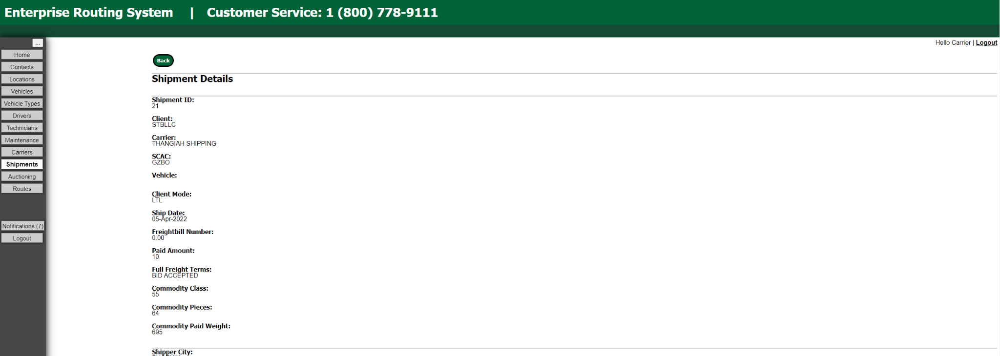 Enterprise Routing System | Customer Service: 1 (800) 778-9111
Hello Carrier | Logout
...
Home
Contacts
Locations
Vehicles
Vehicle Types
Drivers
Technicians
Maintenance
Carriers
Shipments
Auctioning
Routes
Notifications (7)
Logout
Back
Shipment Details
Shipment ID:
21
Client:
STBLLC
Carrier:
THANGIAH SHIPPING
SCAC:
GZBO
Vehicle:
Client Mode:
LTL
Ship Date:
05-Apr-2022
Freightbill Number:
0.00
Paid Amount:
10
Full Freight Terms:
BID ACCEPTED
Commodity Class:
55
Commodity Pieces:
64
Commodity Paid Weight:
695
Shipper City: